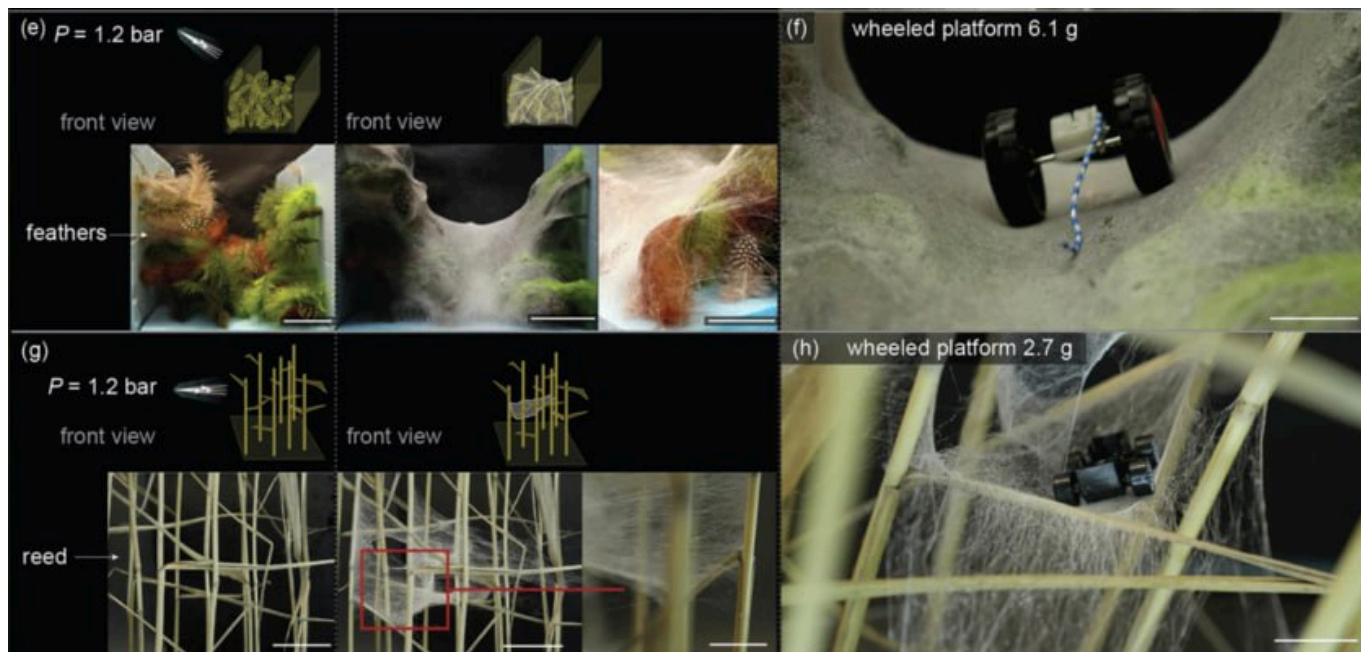 (e)
P = 1.2 bar
front view
front view
feathers
(f)
wheeled platform 6.1 g
(g)
P = 1.2 bar
front view
front view
reed
(h)
wheeled platform 2.7 g